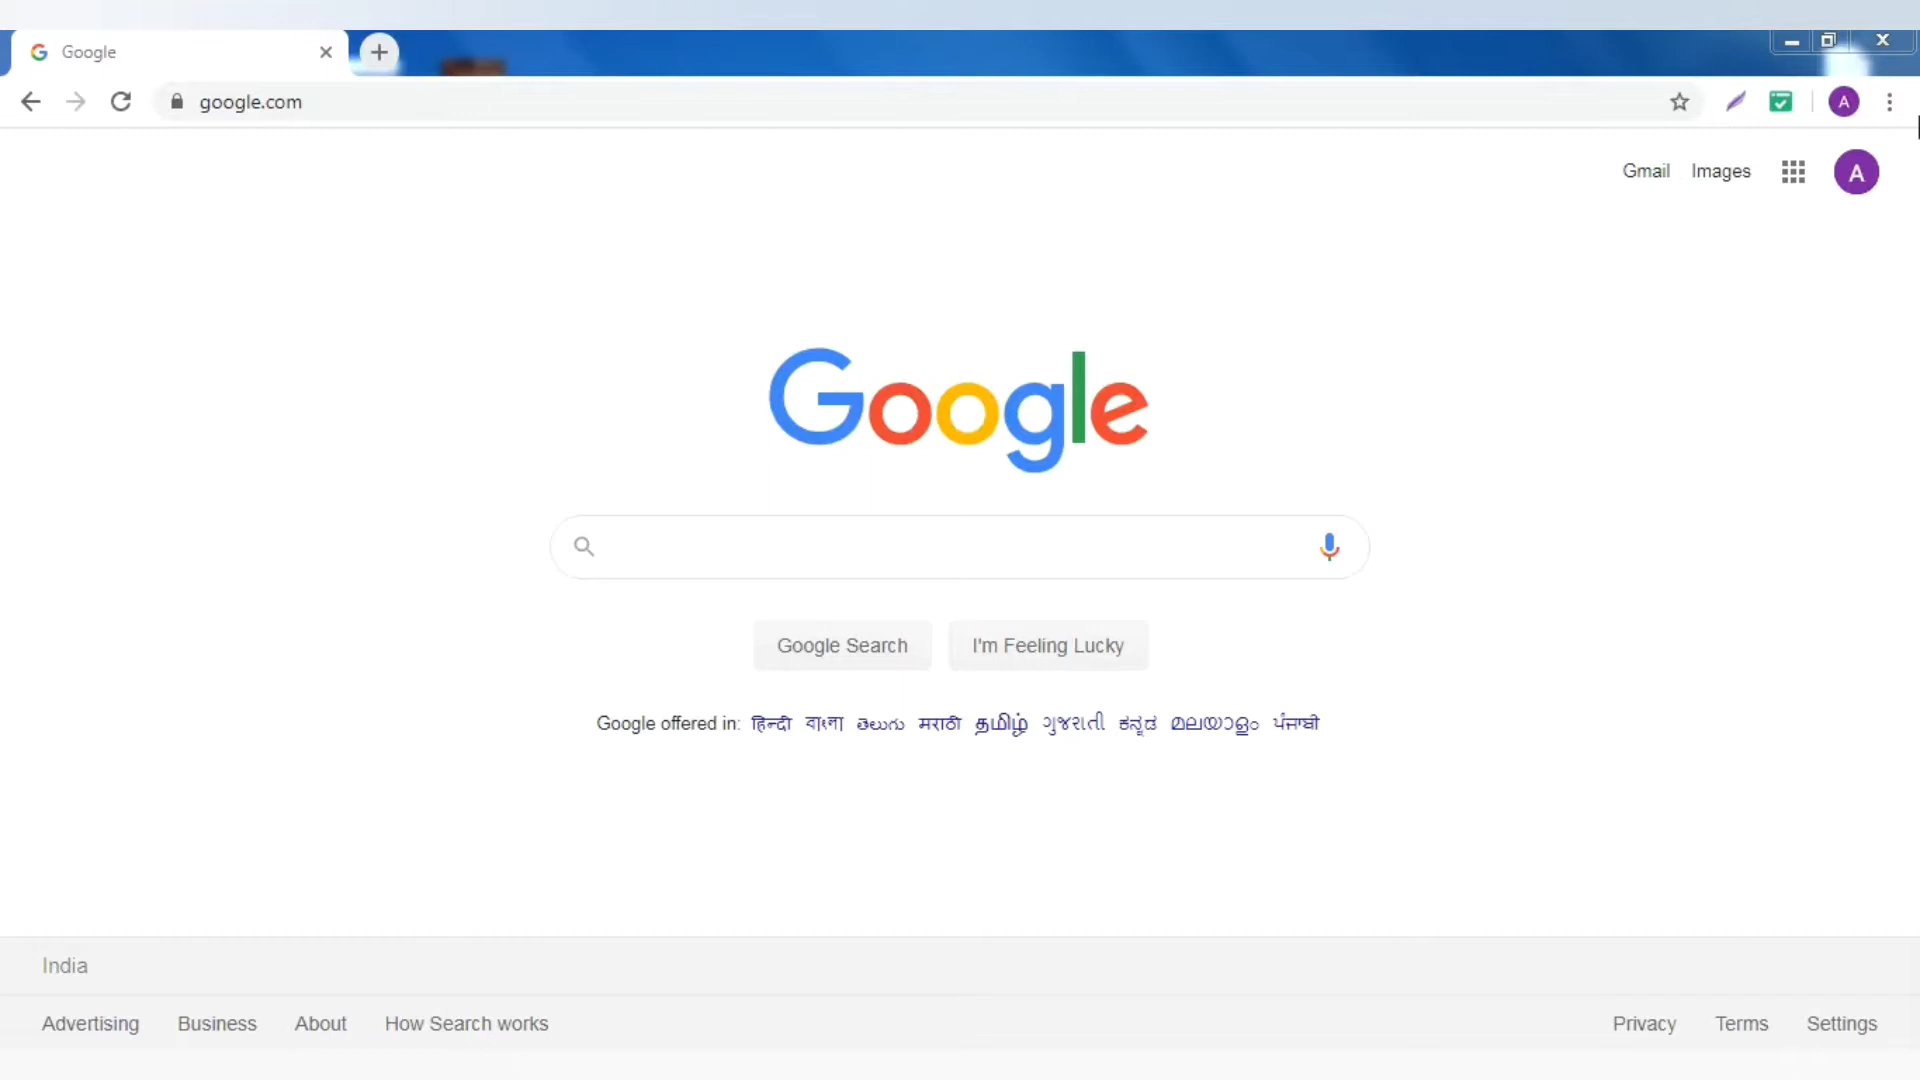 Google
google.com
A
Gmail Images
A
Google
Google Search I'm Feeling Lucky
Google offered in: हिन्दी বাংলা తెలుగు मराठी தமிழ் ગુજરાતી ಕನ್ನಡ മലയാളം ਪੰਜਾਬੀ
India
Advertising Business About How Search works Privacy Terms Settings